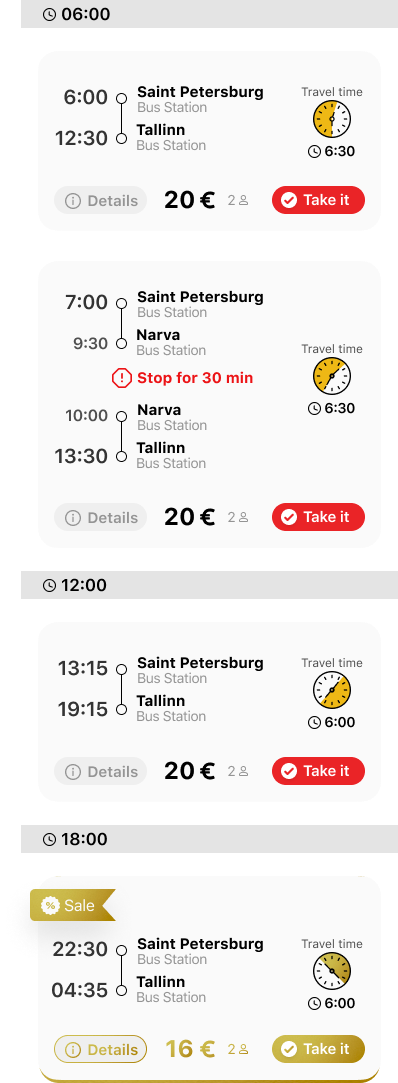 06:00
6:00 Saint Petersburg
Bus Station
12:30 Tallinn
Bus Station
Travel time
6:30
Details 20 € 2 Take it
7:00 Saint Petersburg
Bus Station
9:30 Narva
Bus Station
Stop for 30 min
10:00 Narva
Bus Station
13:30 Tallinn
Bus Station
Travel time
6:30
Details 20 € 2 Take it
12:00
13:15 Saint Petersburg
Bus Station
19:15 Tallinn
Bus Station
Travel time
6:00
Details 20 € 2 Take it
18:00
% Sale
22:30 Saint Petersburg
Bus Station
04:35 Tallinn
Bus Station
Travel time
6:00
Details 16 € 2 Take it